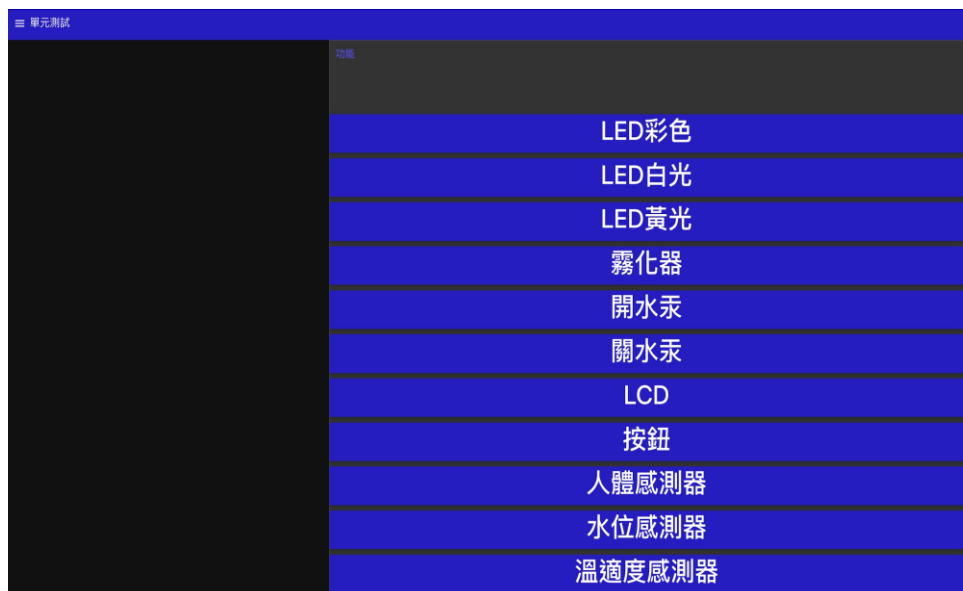 單元測試
功能
LED彩色
LED白光
LED黃光
霧化器
開水汞
關水汞
LCD
按鈕
人體感測器
水位感測器
溫適度感測器